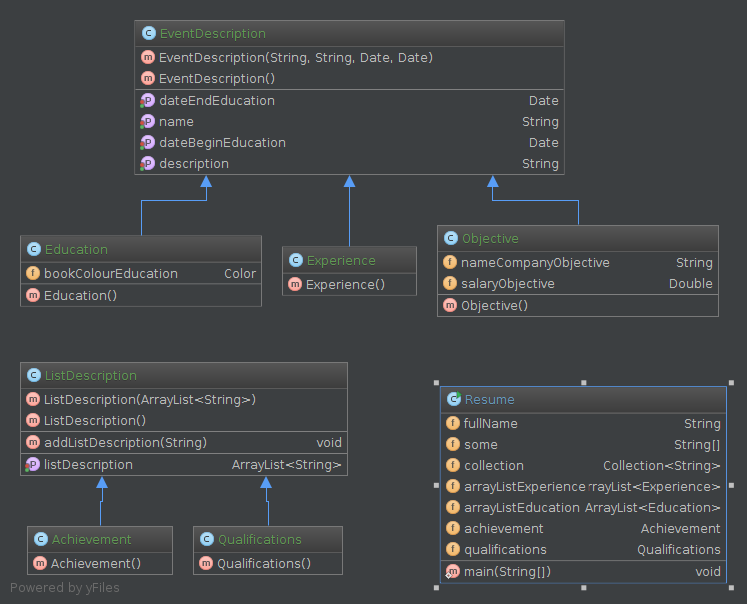 EventDescription
EventDescription(String, String, Date, Date)
EventDescription()
dateEndEducation Date
name String
dateBeginEducation Date
description String
Education
bookColourEducation Color
Education()
Experience
Experience()
Objective
nameCompanyObjective String
salaryObjective Double
Objective()
ListDescription
ListDescription(ArrayList<String>)
ListDescription()
addListDescription(String) void
listDescription ArrayList<String>
Achievement
Achievement()
Qualifications
Qualifications()
Resume
fullName String
some String[]
collection Collection<String>
arrayListExperience rrayList<Experience>
arrayListEducation ArrayList<Education>
achievement Achievement
qualifications Qualifications
main(String[]) void
Powered by yFiles